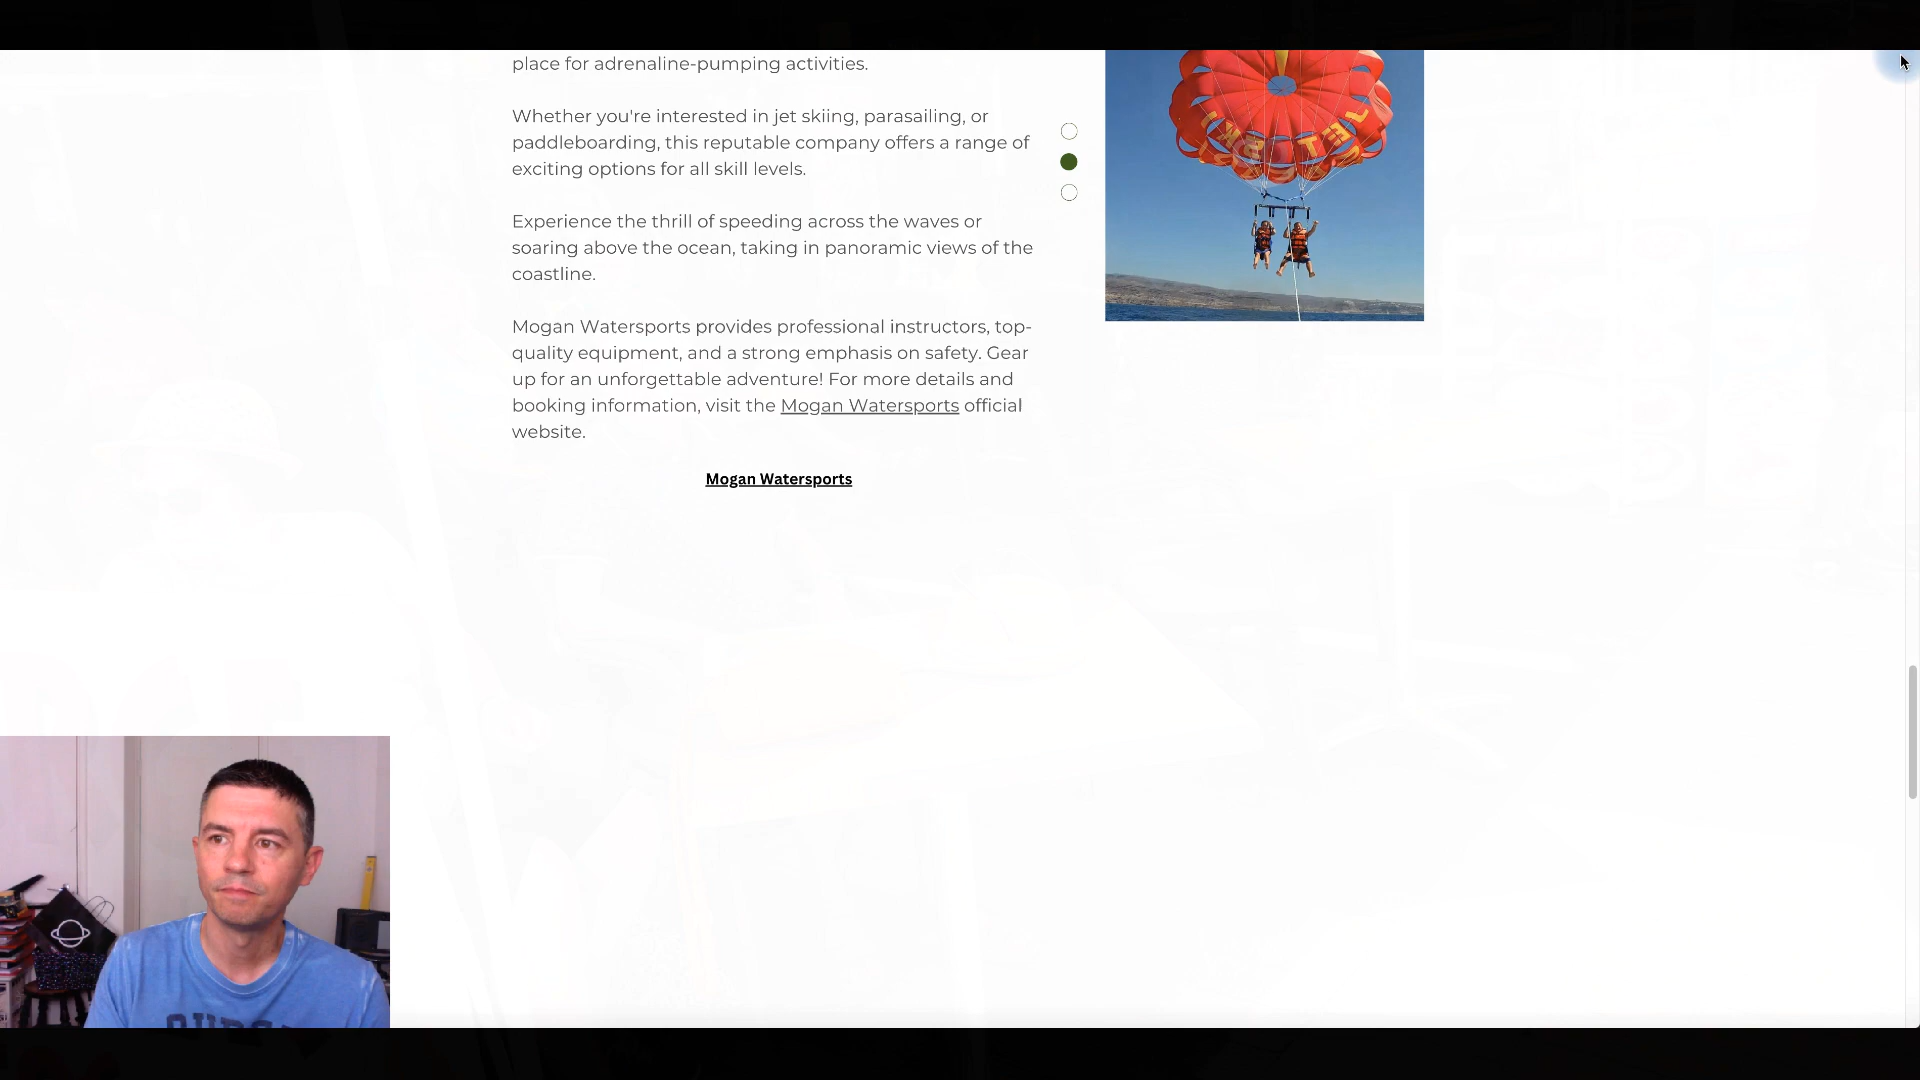 place for adrenaline-pumping activities.
Whether you're interested in jet skiing, parasailing, or
paddleboarding, this reputable company offers a range of
exciting options for all skill levels.
Experience the thrill of speeding across the waves or
soaring above the ocean, taking in panoramic views of the
coastline.
Mogan Watersports provides professional instructors, top-
quality equipment, and a strong emphasis on safety. Gear
up for an unforgettable adventure! For more details and
booking information, visit the Mogan Watersports official
website.
Mogan Watersports